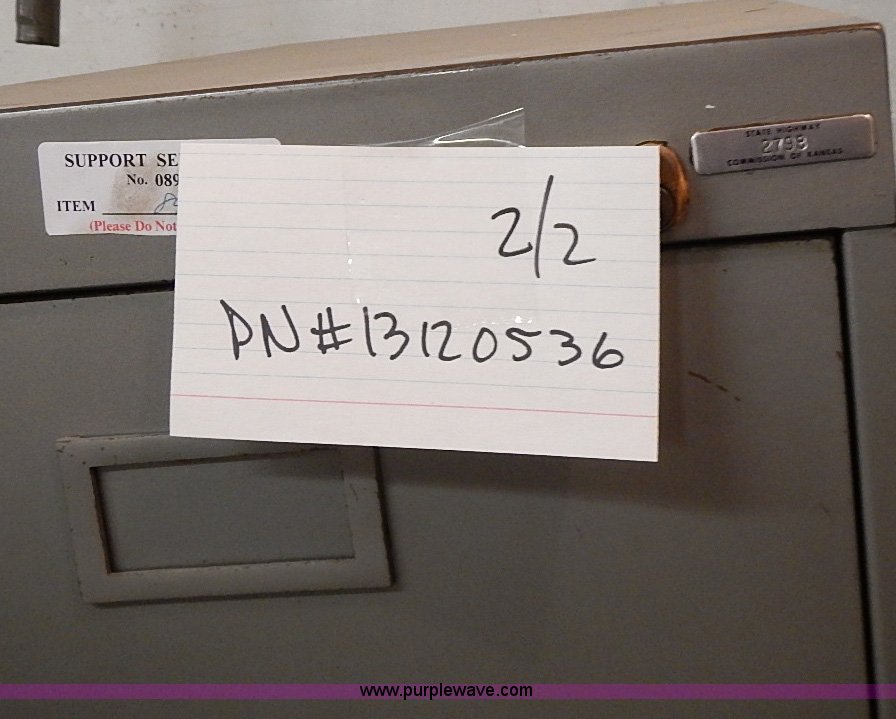 SUPPORT SE
No. 089
ITEM
(Please Do Not
2/2
PN#13120536
STATE HIGHWAY
2793
COMMISSION OF KANSAS
www.purplewave.com